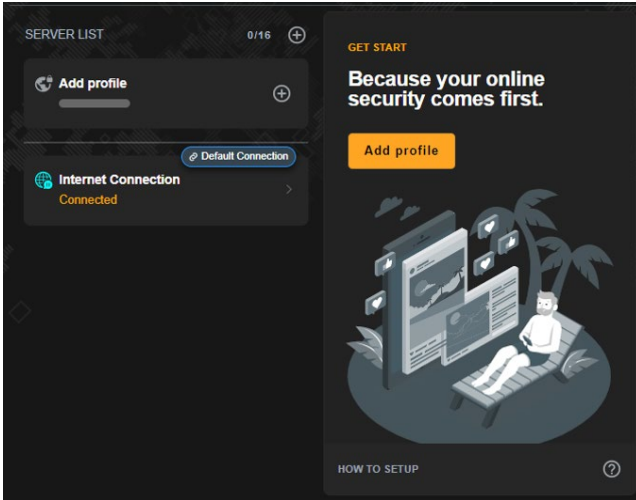 SERVER LIST
0/16
Add profile
Default Connection
Internet Connection
Connected
GET START
Because your online
security comes first.
Add profile
HOW TO SETUP